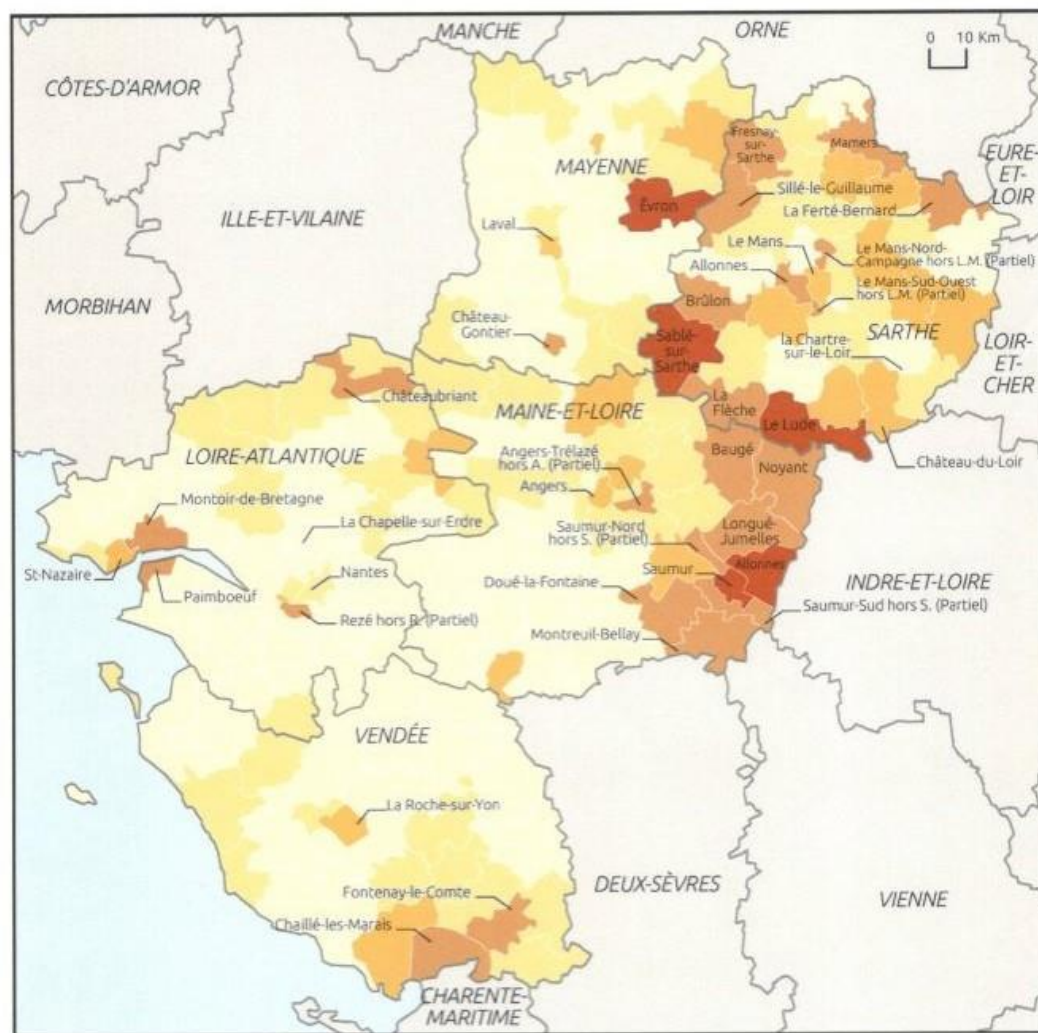 MANCHE
ORNE
0 10 Km
CÔTES-D'ARMOR
Fresnay-
sur-
Sarthe
Mamers
MAYENNE
EURE-
ET-
LOIR
Sillé-le-Guillaume
ILLE-ET-VILAINE
Évron
La Ferté-Bernard
Laval
Le Mans
Le Mans-Nord-
Campagne hors L.M. (Partiel)
Allonnes
Le Mans-Sud-Ouest
hors L.M. (Partiel)
MORBIHAN
Brûlon
Château-
Gontier
SARTHE
Sablé-
sur-
Sarthe
la Chartre-
sur-le-Loir
LOIR-
ET-
CHER
Châteaubriant
La
Flèche
MAINE-ET-LOIRE
Le Lude
LOIRE-ATLANTIQUE
Angers-Trélazé
hors A. (Partiel)
Baugé
Noyant
Château-du-Loir
Angers
Montoir-de-Bretagne
La Chapelle-sur-Erdre
Saumur-Nord
hors S. (Partiel)
Longué-
Jumelles
St-Nazaire
Saumur
Allonnes
Nantes
Doué-la-Fontaine
INDRE-ET-LOIRE
Paimboeuf
Rezé hors R. (Partiel)
Saumur-Sud hors S. (Partiel)
Montreuil-Bellay
VENDÉE
La Roche-sur-Yon
DEUX-SÈVRES
VIENNE
Fontenay-le-Comte
Chaillé-les-Marais
CHARENTE-
MARITIME